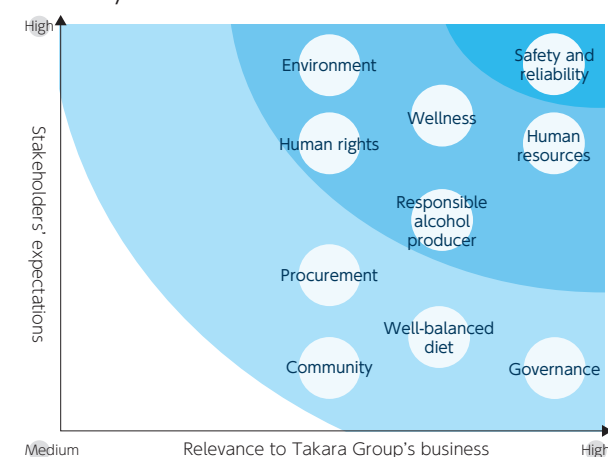 High
Safety and
reliability
Environment
Wellness
Human rights
Human
resources
Stakeholders' expectations
Responsible
alcohol
producer
Procurement
Well-balanced
diet
Community
Governance
Medium
Relevance to Takara Group's business
High